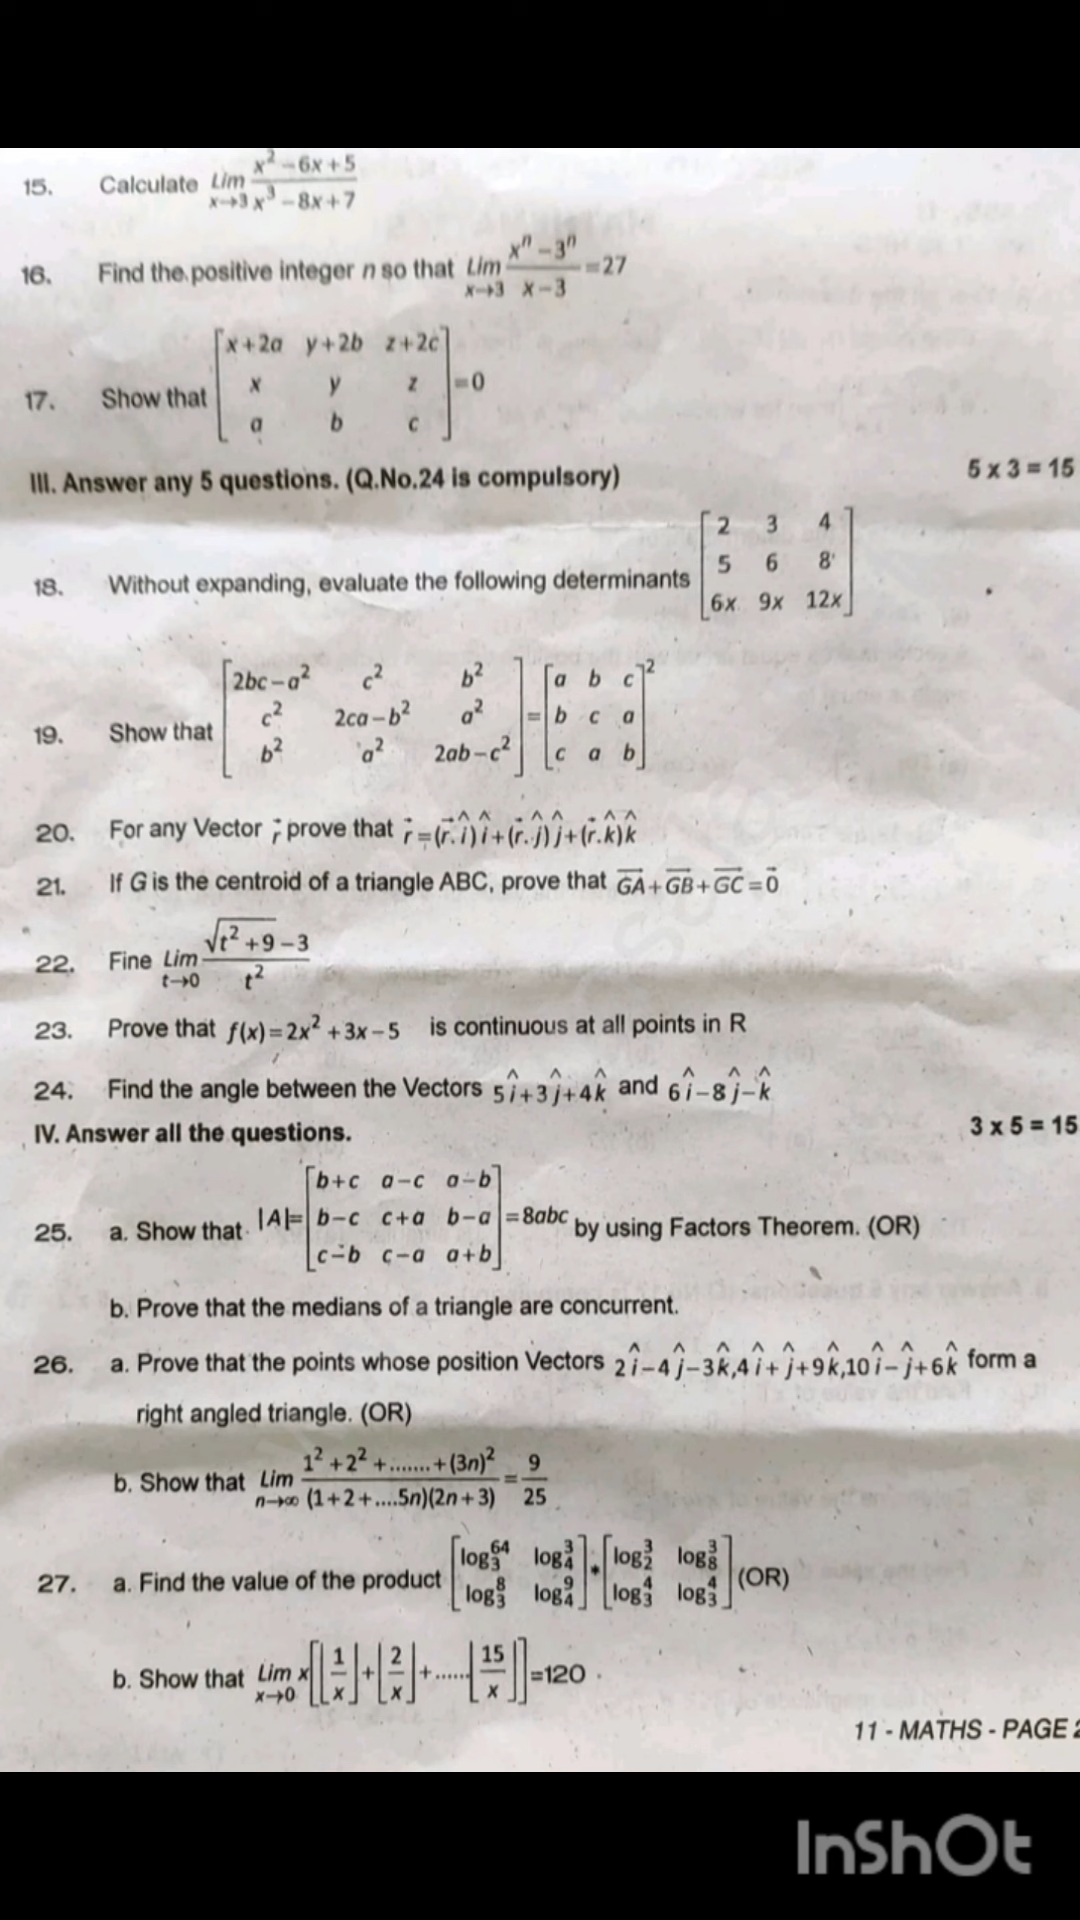 15. Calculate Lim x→3 (x² – 6x + 5)/(x³ – 8x + 7)
16. Find the positive integer n so that Lim x→3 (xⁿ – 3ⁿ)/(x – 3) = 27
17. Show that [x+2a y+2b z+2c
x y z
a b c] = 0
III. Answer any 5 questions. (Q.No.24 is compulsory) 5 x 3 = 15
18. Without expanding, evaluate the following determinants [2 3 4
5 6 8
6x 9x 12x]
19. Show that [2bc–a² c² b²
c² 2ca–b² a²
b² a² 2ab–c²] = [a b c
b c a
c a b]²
20. For any Vector r⃗ prove that r⃗ = (r⃗.î)î + (r⃗.ĵ)ĵ + (r⃗.k̂)k̂
21. If G is the centroid of a triangle ABC, prove that GA⃗ + GB⃗ + GC⃗ = 0⃗
22. Fine Lim t→0 (√(t² + 9) – 3)/t²
23. Prove that f(x) = 2x² + 3x – 5 is continuous at all points in R
24. Find the angle between the Vectors 5î + 3ĵ + 4k̂ and 6î – 8ĵ – k̂
IV. Answer all the questions. 3 x 5 = 15
25. a. Show that |A| = [b+c a–c a–b
b–c c+a b–a
c–b c–a a+b] = 8abc by using Factors Theorem. (OR)
b. Prove that the medians of a triangle are concurrent.
26. a. Prove that the points whose position Vectors 2î–4ĵ–3k̂, 4î+ĵ+9k̂, 10î–ĵ+6k̂ form a
right angled triangle. (OR)
b. Show that Lim n→∞ (1² + 2² + ....... + (3n)²)/((1+2+....5n)(2n+3)) = 9/25
27. a. Find the value of the product [log₃⁶⁴ log₄³
log₃⁸ log₄⁹] * [log₂³ log₈³
log₃⁴ log₃⁴] (OR)
b. Show that Lim x→0 x[⌊1/x⌋ + ⌊2/x⌋ + ......⌊15/x⌋] = 120
11 - MATHS - PAGE
InShOt